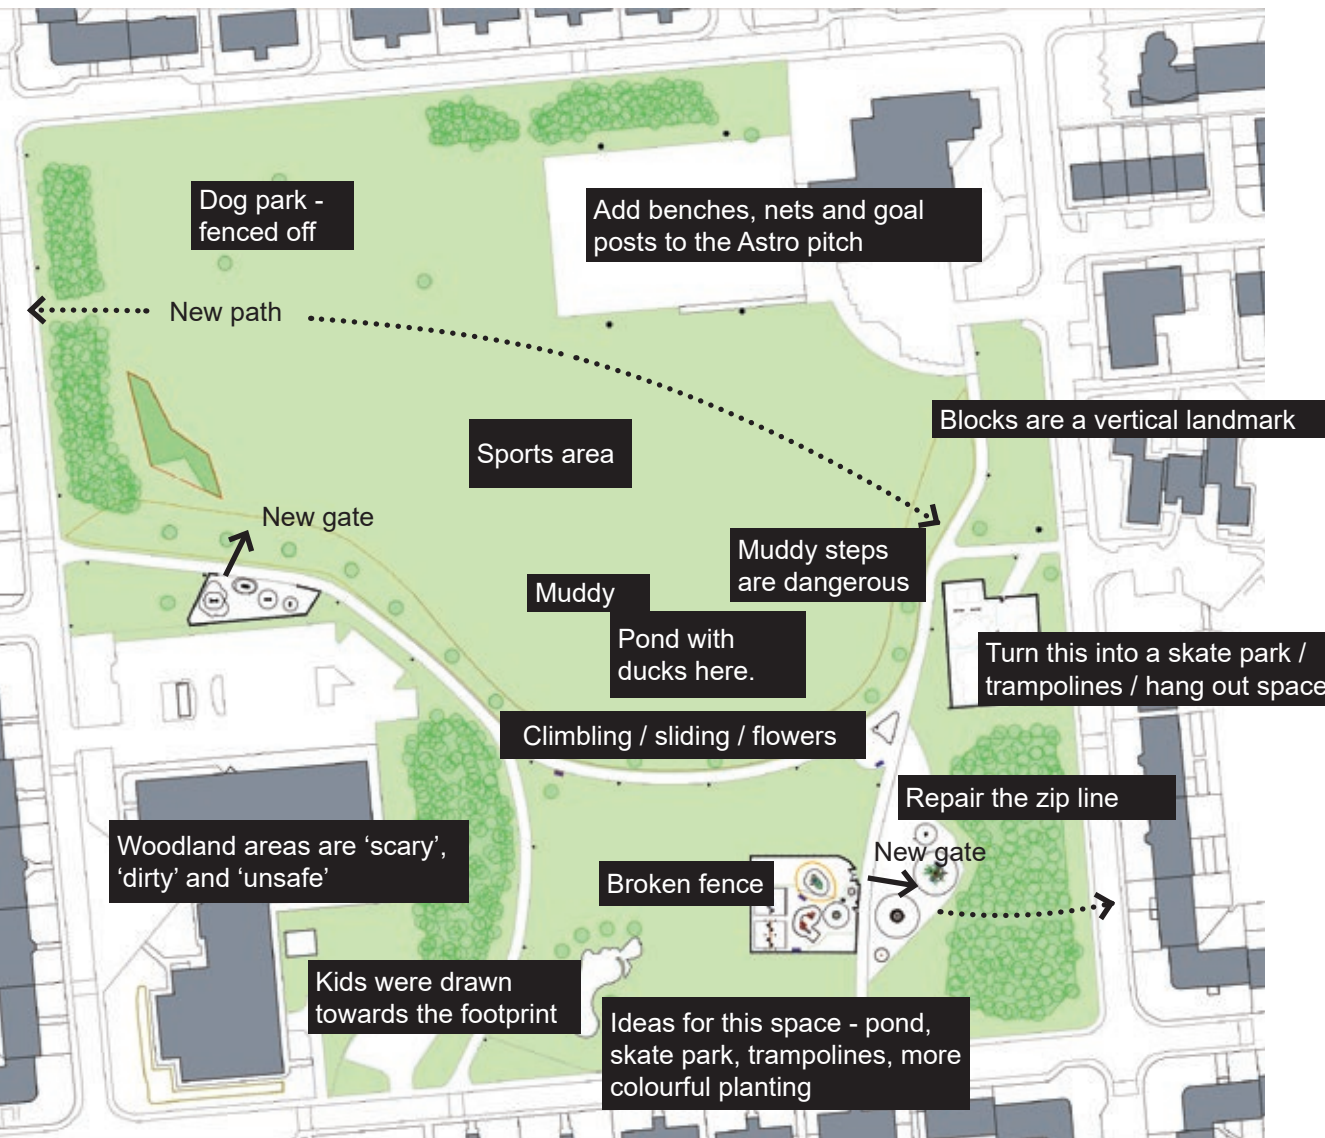 Dog park -
fenced off
Add benches, nets and goal
posts to the Astro pitch
New path
Blocks are a vertical landmark
Sports area
New gate
Muddy steps
are dangerous
Muddy
Pond with
ducks here.
Turn this into a skate park /
trampolines / hang out space
Climbling / sliding / flowers
Repair the zip line
Woodland areas are ‘scary’,
‘dirty’ and ‘unsafe’
New gate
Broken fence
Kids were drawn
towards the footprint
Ideas for this space - pond,
skate park, trampolines, more
colourful planting